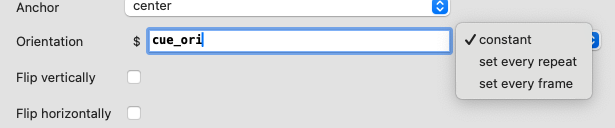 Anchor center
Orientation $ cue_ori ✓ constant
set every repeat
set every frame
Flip vertically
Flip horizontally